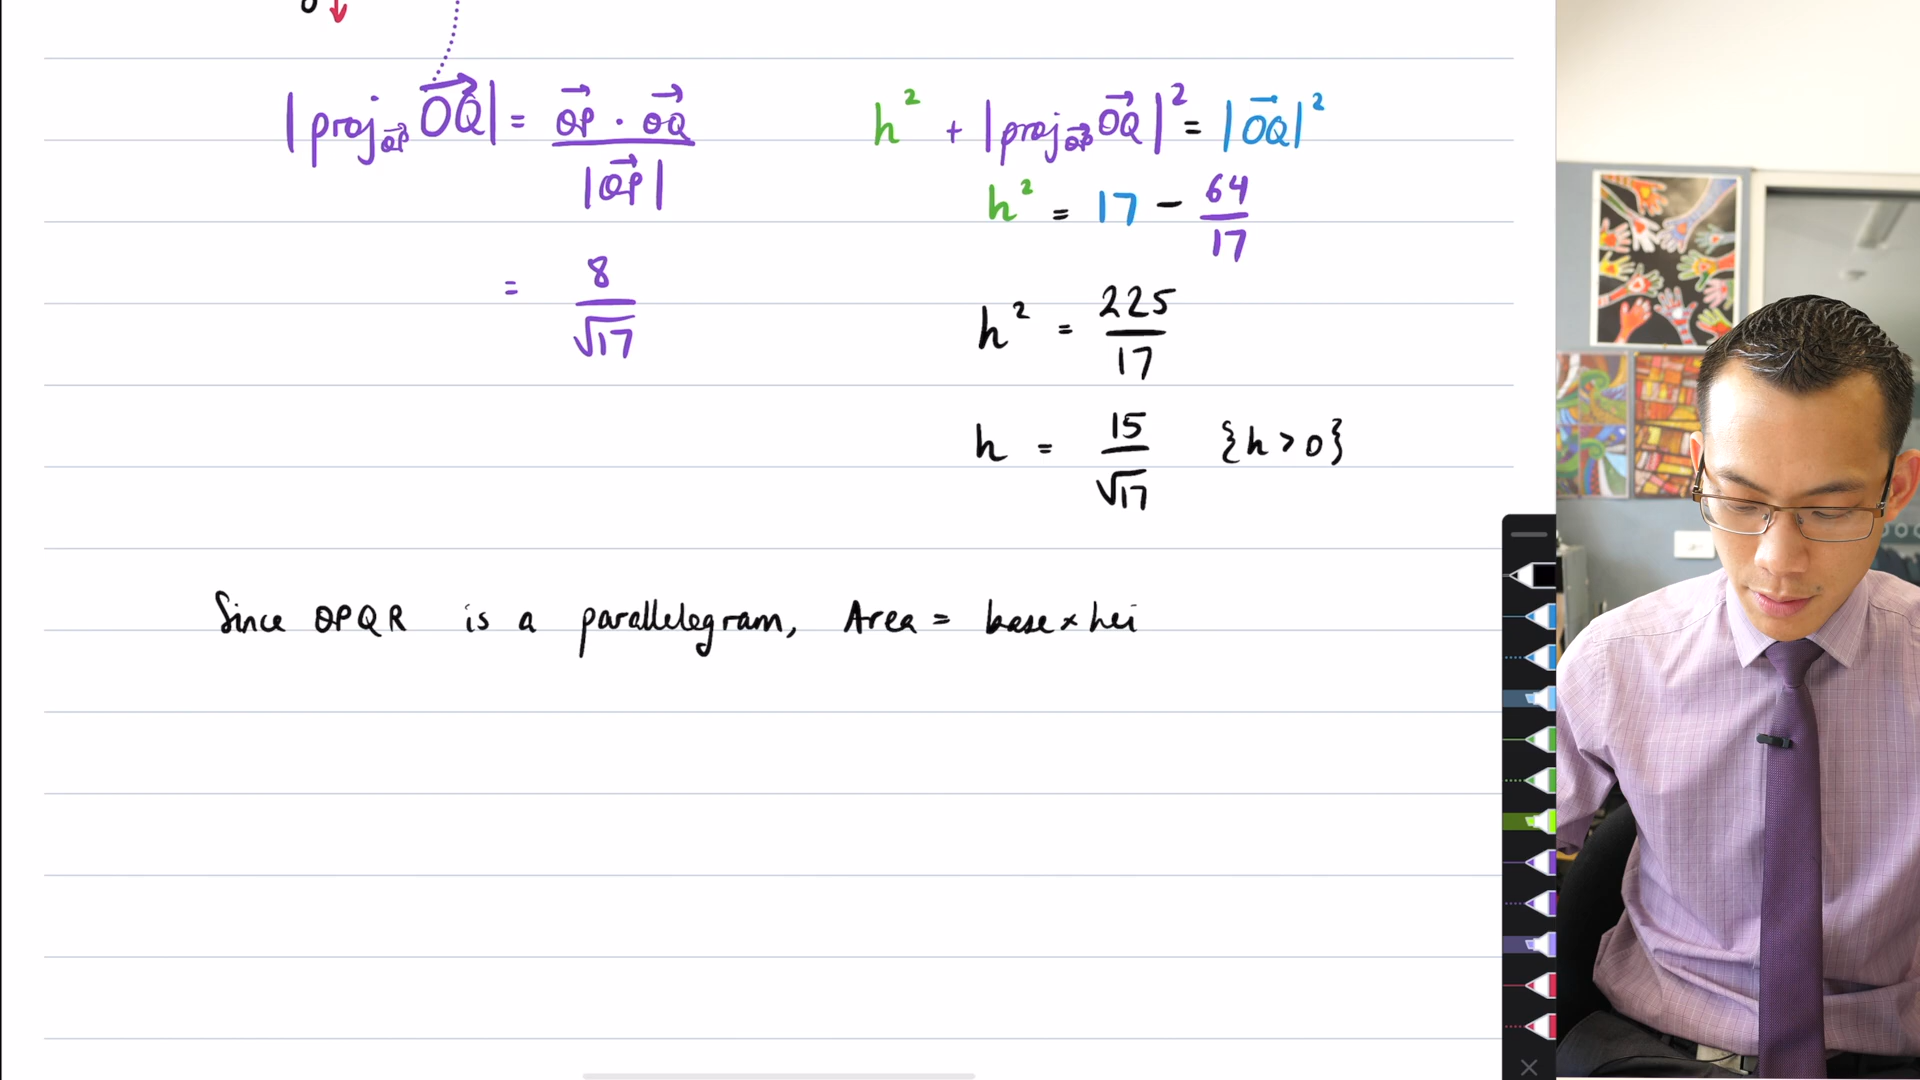 |proj_OP→ OQ→| = OP→ · OQ→ / |OP→|
= 8 / √17
h² + |proj_OP→ OQ→|² = |OQ→|²
h² = 17 - 64/17
h² = 225/17
h = 15/√17 {h > 0}
Since OPQR is a parallelegram, Area = base × hei